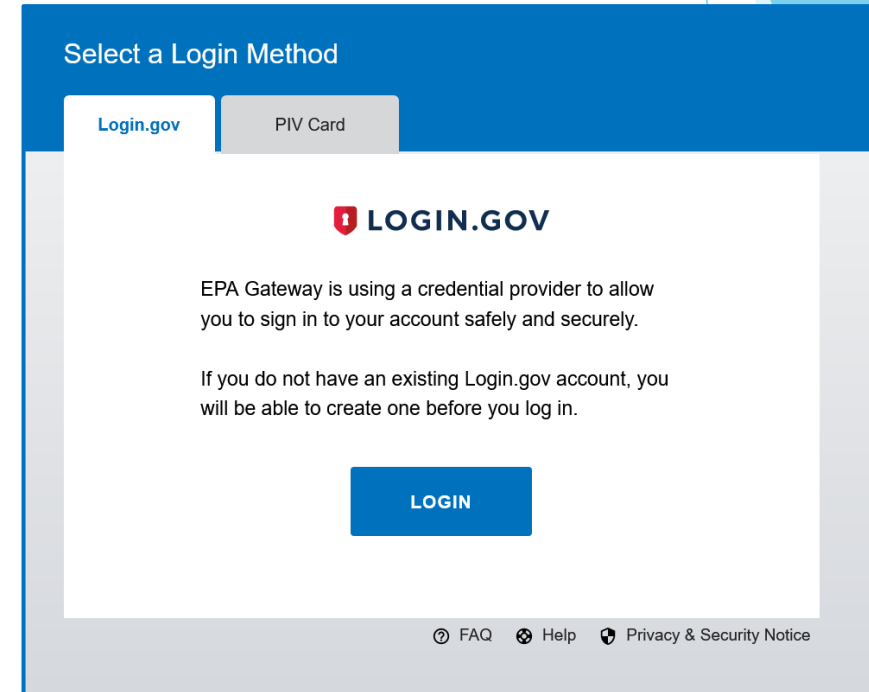 Select a Login Method
Login.gov
PIV Card
LOGIN.GOV
EPA Gateway is using a credential provider to allow
you to sign in to your account safely and securely.
If you do not have an existing Login.gov account, you
will be able to create one before you log in.
LOGIN
FAQ
Help
Privacy & Security Notice